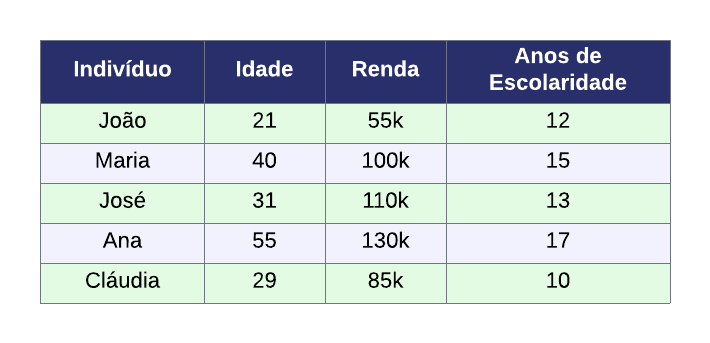 Indivíduo Idade Renda Anos de Escolaridade
João 21 55k 12
Maria 40 100k 15
José 31 110k 13
Ana 55 130k 17
Cláudia 29 85k 10